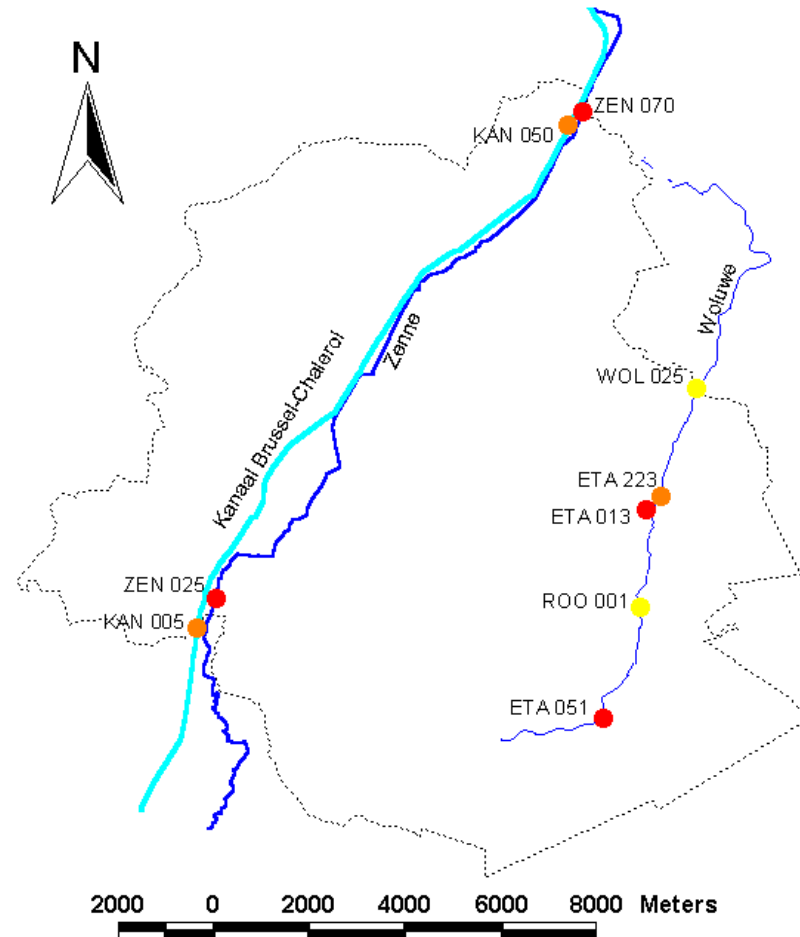 N
ZEN 070
KAN 050
Woluwe
Zenne
WOL 025
Kanaal Brussel-Chaleroi
ETA 223
ETA 013
ZEN 025
ROO 001
KAN 005
ETA 051
2000 0 2000 4000 6000 8000 Meters